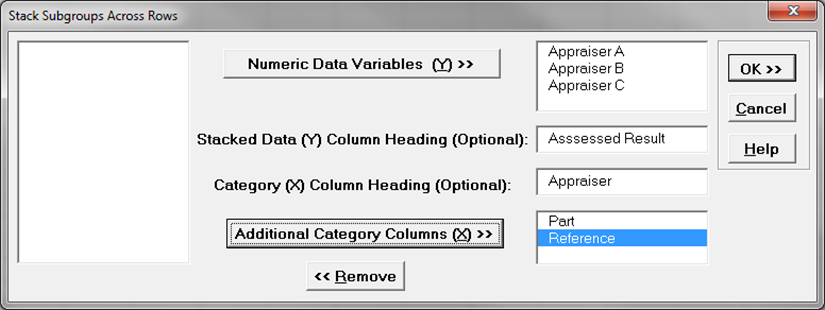 Stack Subgroups Across Rows
Numeric Data Variables (Y) >>
Appraiser A
Appraiser B
Appraiser C
OK >>
Cancel
Help
Stacked Data (Y) Column Heading (Optional):
Asssessed Result
Category (X) Column Heading (Optional):
Appraiser
Additional Category Columns (X) >>
Part
Reference
<< Remove